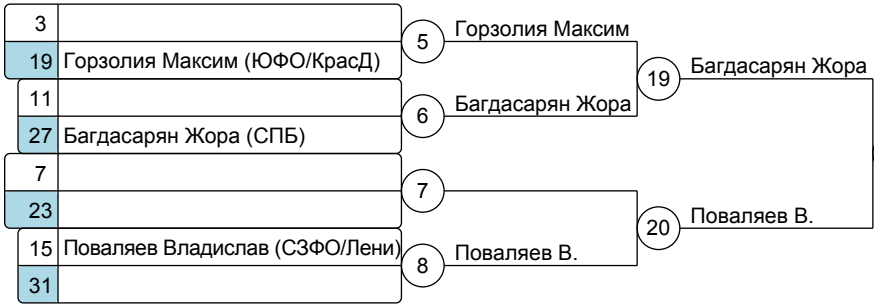 3
19 Горзолия Максим (ЮФО/КрасД)
11
27 Багдасарян Жора (СПБ)
7
23
15 Поваляев Владислав (СЗФО/Лени)
31
5 Горзолия Максим
6 Багдасарян Жора
7
8 Поваляев В.
19 Багдасарян Жора
20 Поваляев В.